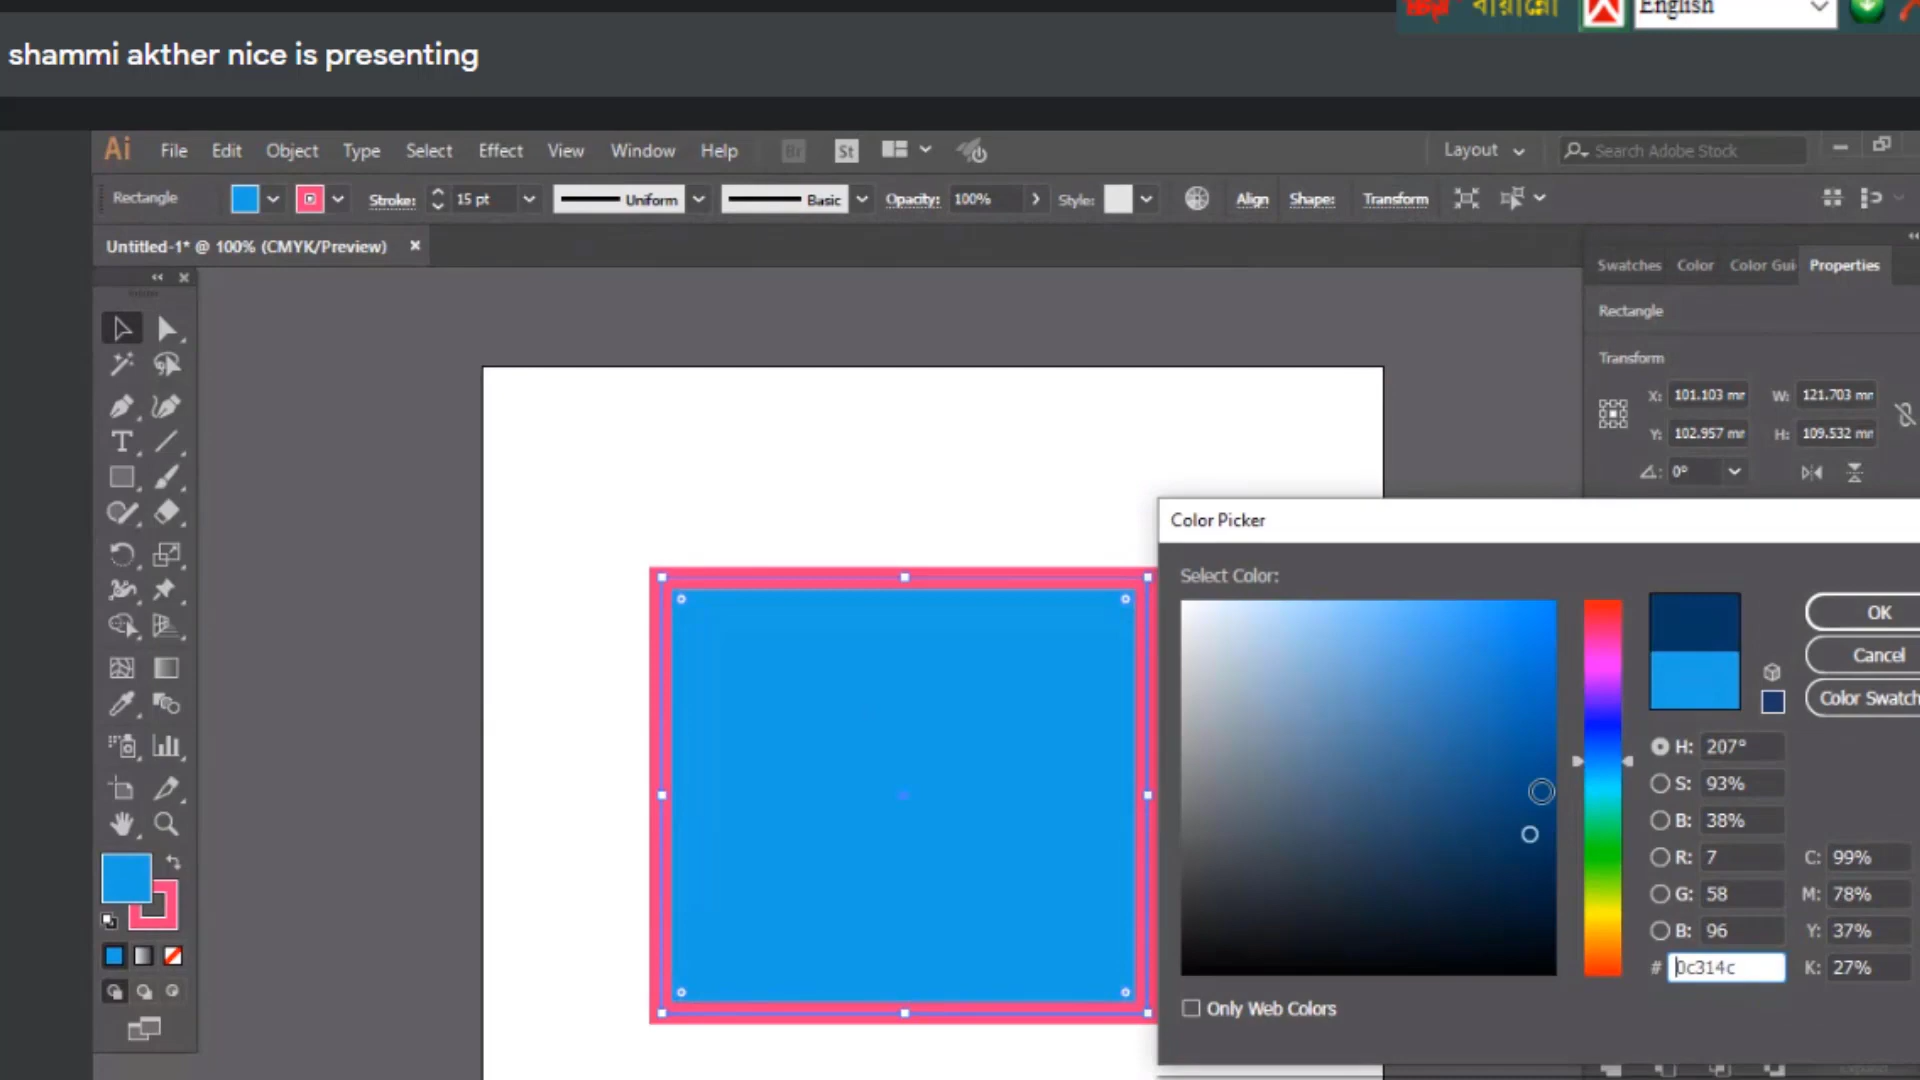 বায়ান্নো
English
shammi akther nice is presenting
Ai File Edit Object Type Select Effect View Window Help Br St Layout Search Adobe Stock
Rectangle Stroke: 15 pt Uniform Basic Opacity: 100% Style: Align Shape: Transform
Untitled-1* @ 100% (CMYK/Preview) ×
Swatches Color Color Gui Properties
Rectangle
Transform
X: 101.103 mr W: 121.703 mr
Y: 102.957 mr H: 109.532 mr
0°
Color Picker
Select Color:
OK
Cancel
Color Swatch
H: 207°
S: 93%
B: 38%
R: 7 C: 99%
G: 58 M: 78%
B: 96 Y: 37%
# 0c314c K: 27%
Only Web Colors